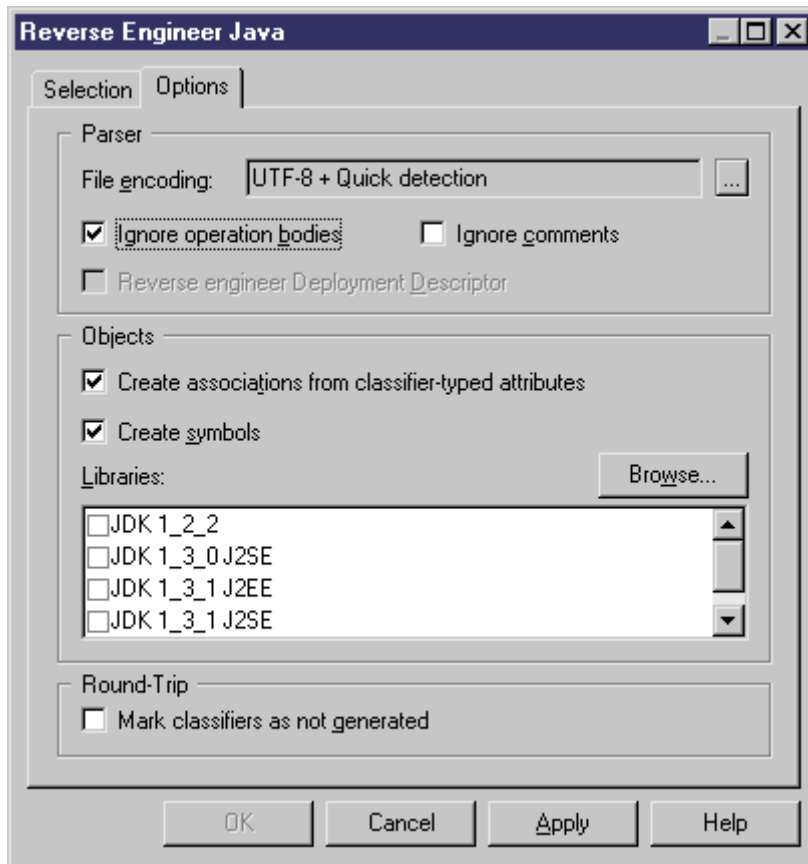 Reverse Engineer Java
Selection Options
Parser
File encoding: UTF-8 + Quick detection ...
Ignore operation bodies Ignore comments
Reverse engineer Deployment Descriptor
Objects
Create associations from classifier-typed attributes
Create symbols
Libraries: Browse...
JDK 1_2_2
JDK 1_3_0 J2SE
JDK 1_3_1 J2EE
JDK 1_3_1 J2SE
Round-Trip
Mark classifiers as not generated
OK Cancel Apply Help